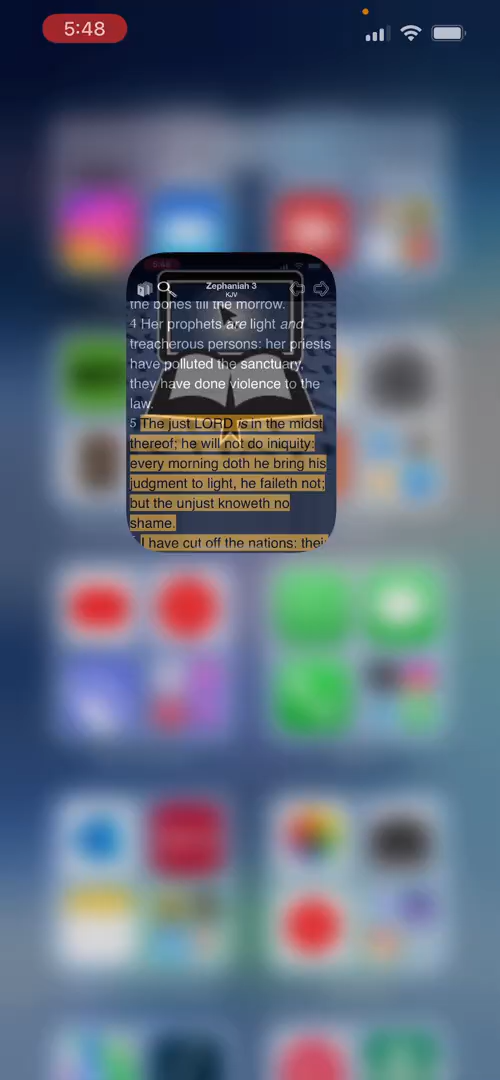 5:48
Zephaniah 3
KJV
the bones till the morrow.
4 Her prophets are light and
treacherous persons: her priests
have polluted the sanctuary,
they have done violence to the
law.
5 The just LORD is in the midst
thereof; he will not do iniquity:
every morning doth he bring his
judgment to light, he faileth not;
but the unjust knoweth no
shame.
I have cut off the nations: their